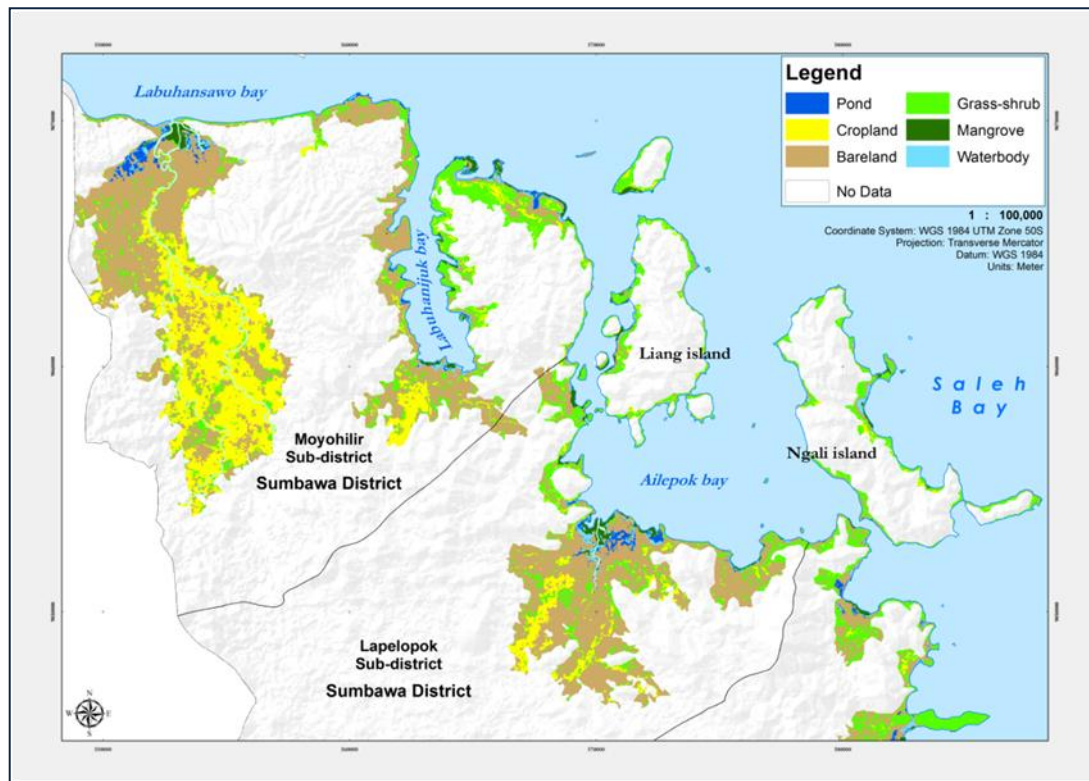 Labuhansawo bay
Legend
Pond
Grass-shrub
Cropland
Mangrove
Bareland
Waterbody
No Data
1 : 100,000
Coordinate System: WGS 1984 UTM Zone 50S
Projection: Transverse Mercator
Datum: WGS 1984
Units: Meter
Labuhanijuk bay
Liang island
Saleh
Bay
Moyohilir
Sub-district
Sumbawa District
Ngali island
Ailepok bay
Lapelopok
Sub-district
Sumbawa District
N
W E
S